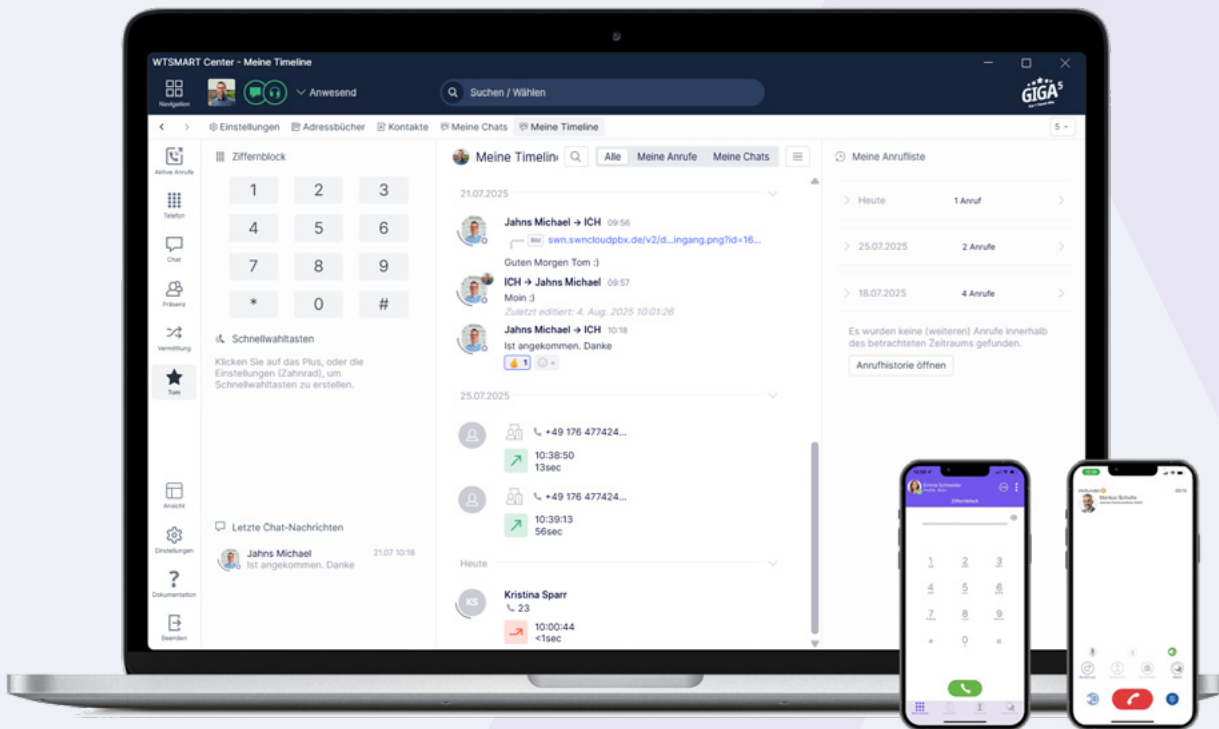 WTSMART Center - Meine Timeline
Navigation
Anwesend
Suchen / Wählen
GIGA⁵
Einstellungen Adressbücher Kontakte Meine Chats Meine Timeline
5
Aktive Anrufe
Telefon
Chat
Präsenz
Vermittlung
Tom
Ansicht
Einstellungen
Dokumentation
Beenden
Ziffernblock
1 2 3
4 5 6
7 8 9
* 0 #
Schnellwahltasten
Klicken Sie auf das Plus, oder die
Einstellungen (Zahnrad), um
Schnellwahltasten zu erstellen.
Letzte Chat-Nachrichten
Jahns Michael 21.07 10:18
Ist angekommen. Danke
Meine Timelin
Alle Meine Anrufe Meine Chats
21.07.2025
Jahns Michael → ICH 09:56
swn.swncloudpbx.de/v2/d...ingang.png?id=16...
Guten Morgen Tom :)
ICH → Jahns Michael 09:57
Moin :)
Zuletzt editiert: 4. Aug. 2025 10:01:26
Jahns Michael → ICH 10:18
Ist angekommen. Danke
1
25.07.2025
+49 176 477424...
10:38:50
13sec
+49 176 477424...
10:39:13
56sec
Heute
KS
Kristina Sparr
23
10:00:44
<1sec
Meine Anrufliste
Heute 1 Anruf
25.07.2025 2 Anrufe
18.07.2025 4 Anrufe
Es wurden keine (weiteren) Anrufe innerhalb
des betrachteten Zeitraums gefunden.
Anrufhistorie öffnen
Ziffernblock
1 2 3
4 5 6
7 8 9
0
Verbunden
00:15
Markus Schulte